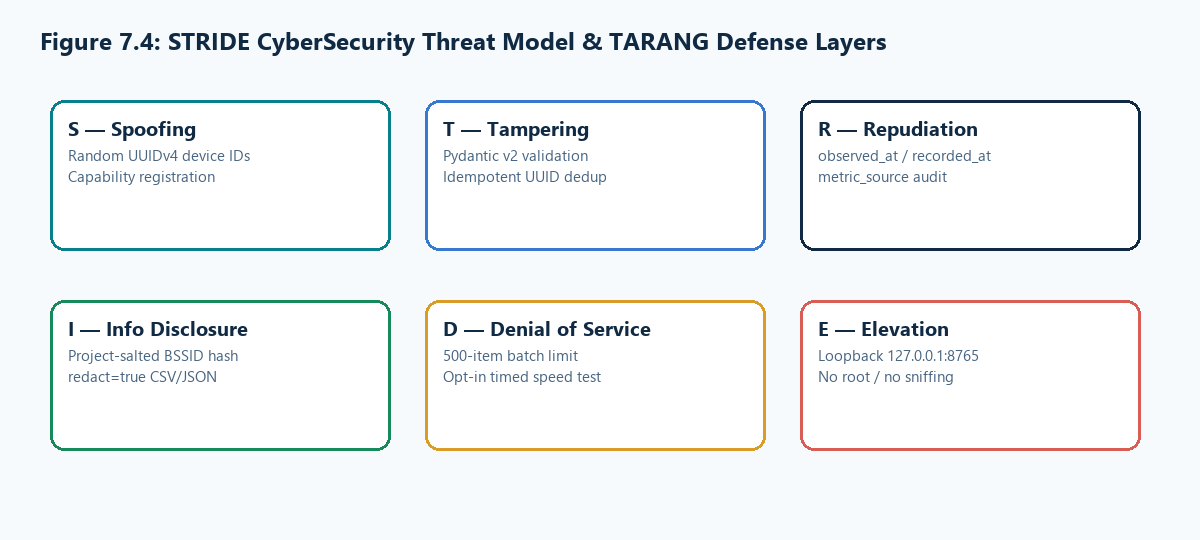 Figure 7.4: STRIDE CyberSecurity Threat Model & TARANG Defense Layers
S — Spoofing
Random UUIDv4 device IDs
Capability registration
T — Tampering
Pydantic v2 validation
Idempotent UUID dedup
R — Repudiation
observed_at / recorded_at
metric_source audit
I — Info Disclosure
Project-salted BSSID hash
redact=true CSV/JSON
D — Denial of Service
500-item batch limit
Opt-in timed speed test
E — Elevation
Loopback 127.0.0.1:8765
No root / no sniffing